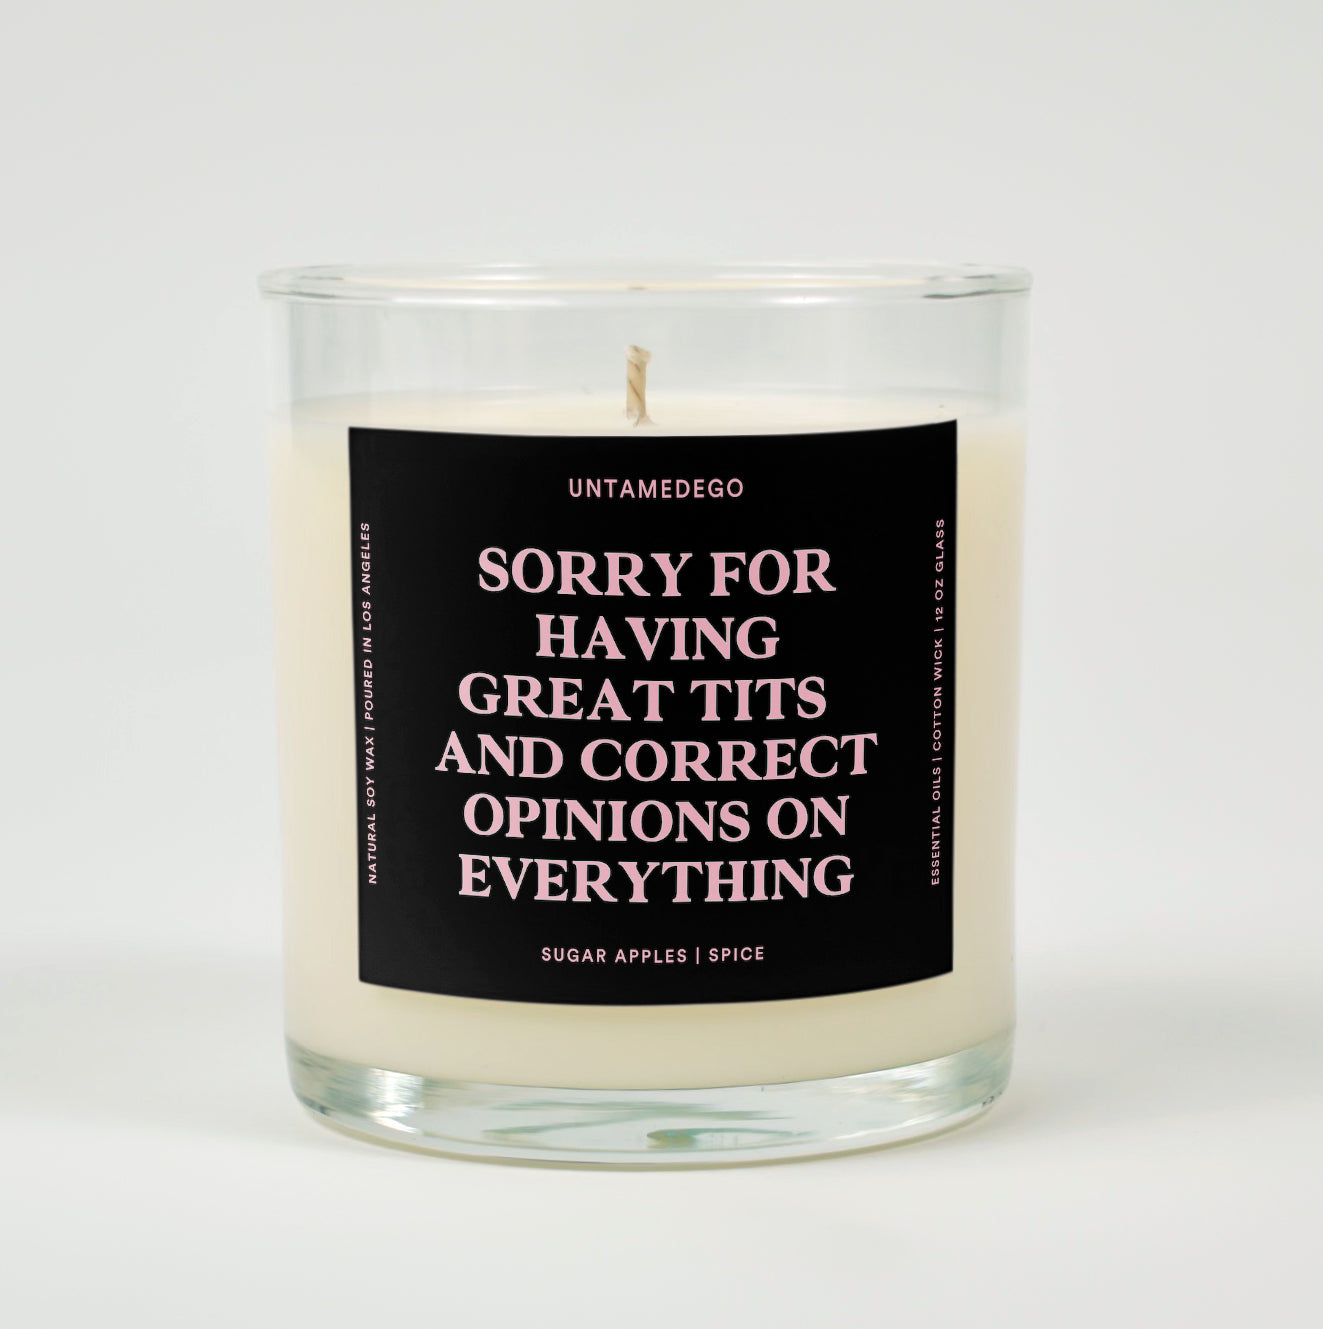 UNTAMEDEGO
SORRY FOR
HAVING
GREAT TITS
AND CORRECT
OPINIONS ON
EVERYTHING
SUGAR APPLES | SPICE
NATURAL SOY WAX | POURED IN LOS ANGELES
ESSENTIAL OILS | COTTON WICK | 12 OZ GLASS